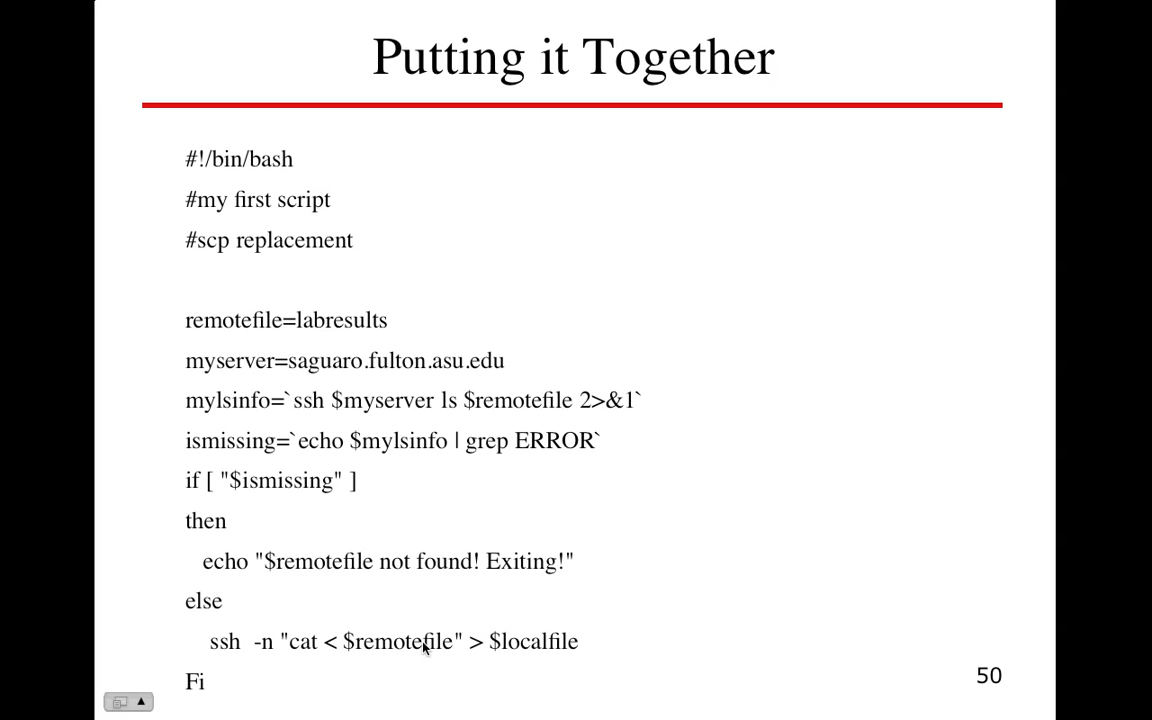 Putting it Together
#!/bin/bash
#my first script
#scp replacement
remotefile=labresults
myserver=saguaro.fulton.asu.edu
mylsinfo=`ssh $myserver ls $remotefile 2>&1`
ismissing=`echo $mylsinfo | grep ERROR`
if [ "$ismissing" ]
then
echo "$remotefile not found! Exiting!"
else
ssh  -n "cat < $remotefile" > $localfile
Fi
50